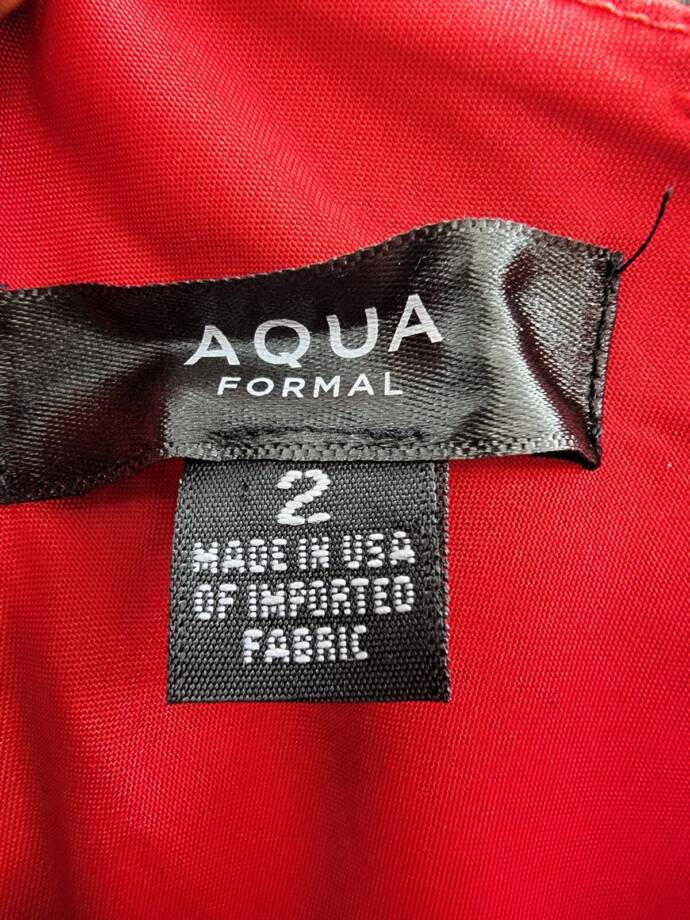 AQUA
FORMAL
2
MADE IN USA
OF IMPORTED
FABRIC